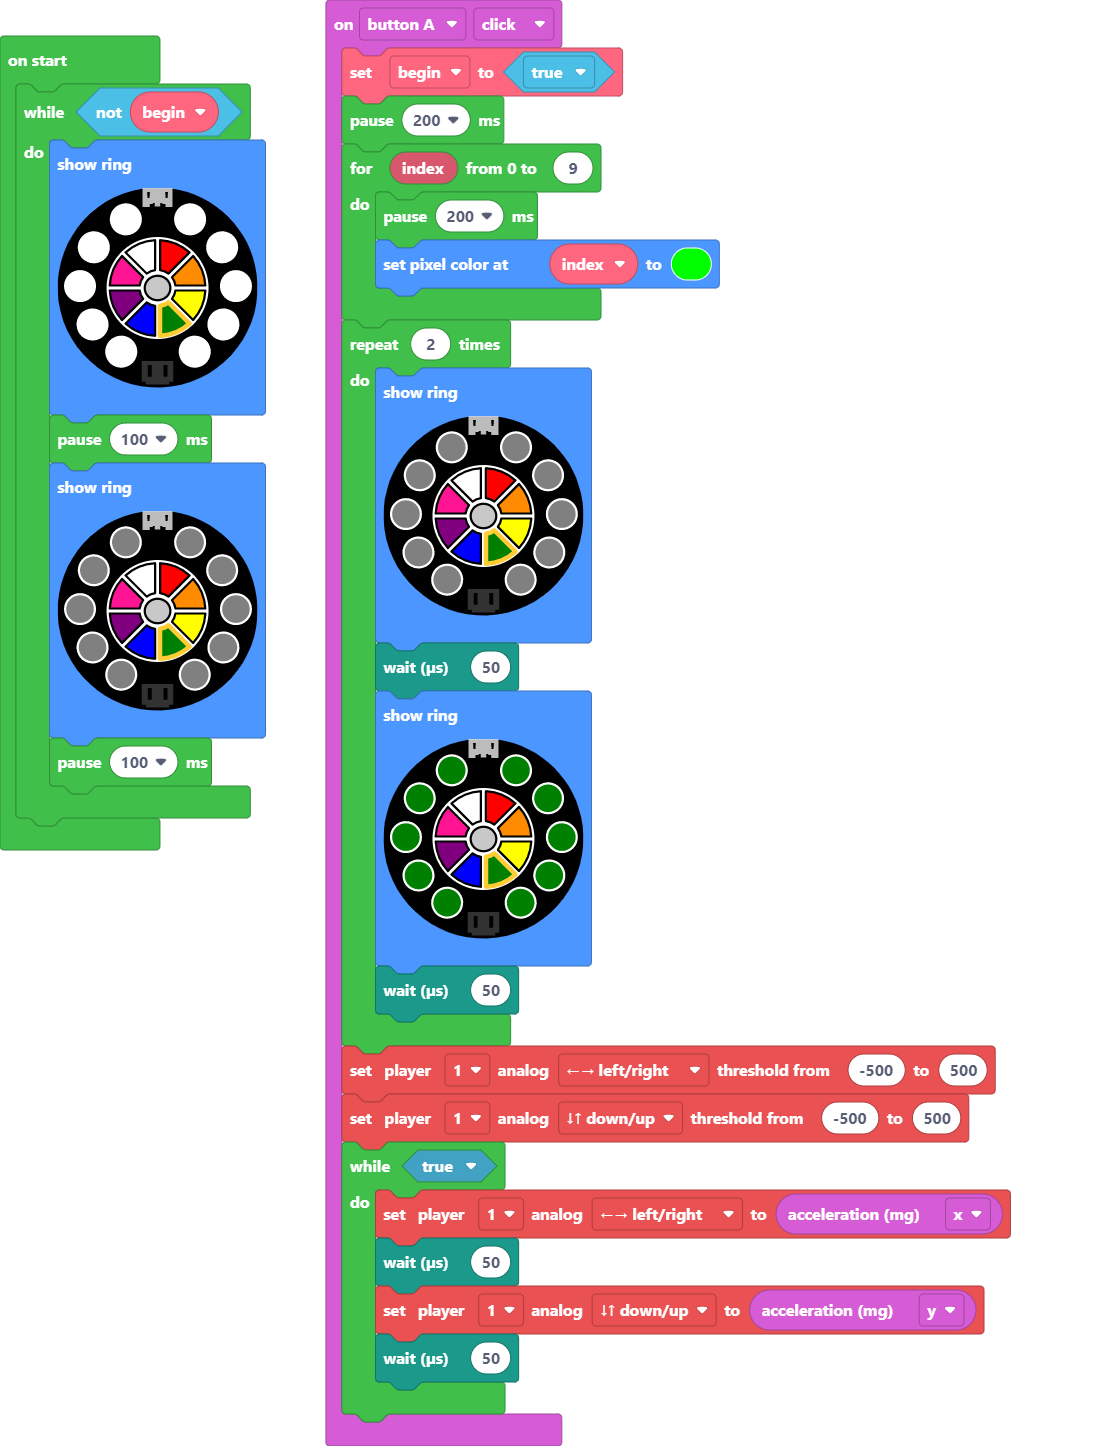 on start
while not begin
do
show ring
pause 100 ms
show ring
pause 100 ms
on button A click
set begin to true
pause 200 ms
for index from 0 to 9
do
pause 200 ms
set pixel color at index to
repeat 2 times
do
show ring
wait (µs) 50
show ring
wait (µs) 50
set player 1 analog ←→ left/right threshold from -500 to 500
set player 1 analog ↓↑ down/up threshold from -500 to 500
while true
do
set player 1 analog ←→ left/right to acceleration (mg) x
wait (µs) 50
set player 1 analog ↓↑ down/up to acceleration (mg) y
wait (µs) 50